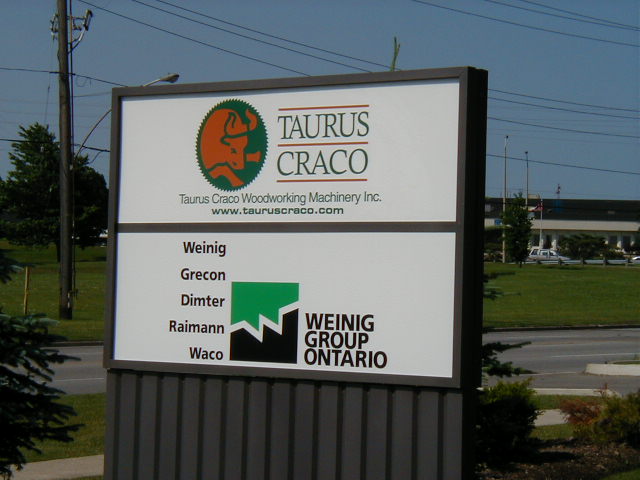 TAURUS
CRACO
Taurus Craco Woodworking Machinery Inc.
www.tauruscraco.com
Weinig
Grecon
Dimter
Raimann
Waco
WEINIG
GROUP
ONTARIO